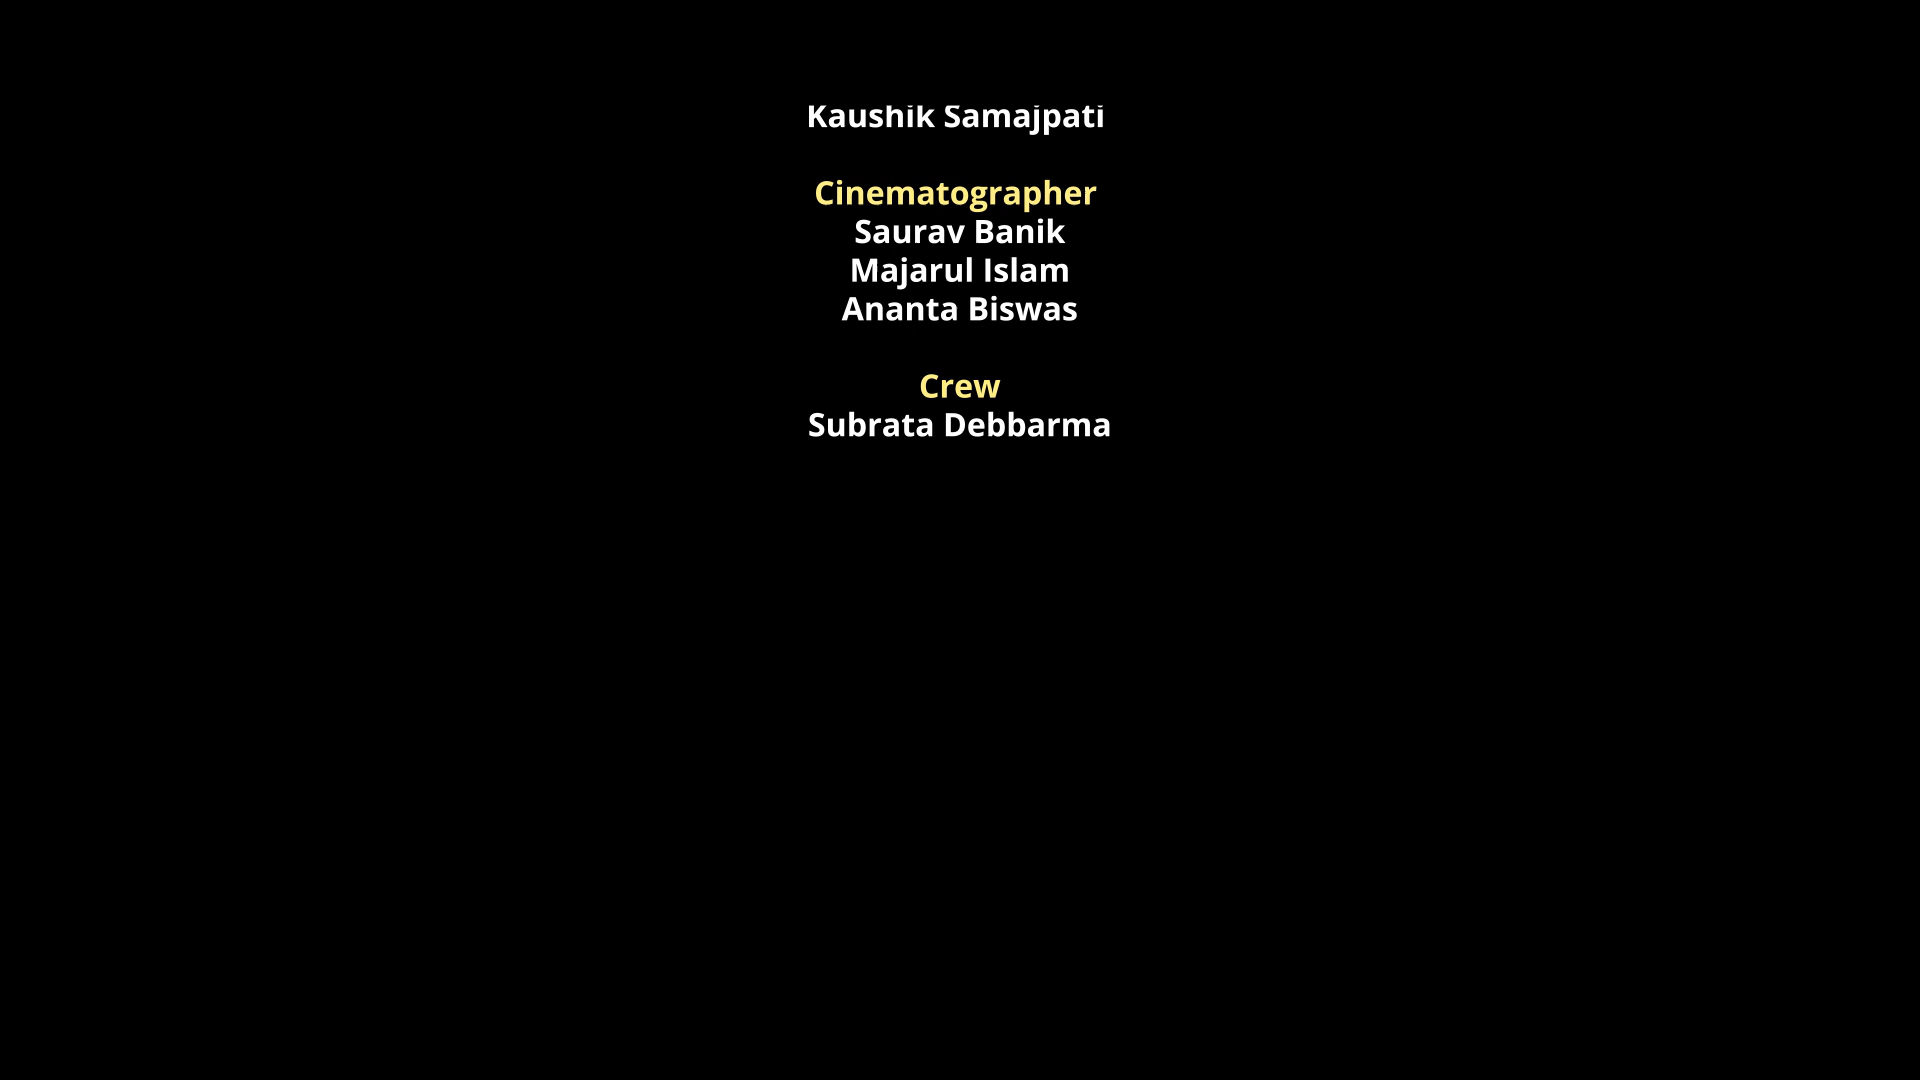 Kaushik Samajpati
Cinematographer
Saurav Banik
Majarul Islam
Ananta Biswas
Crew
Subrata Debbarma